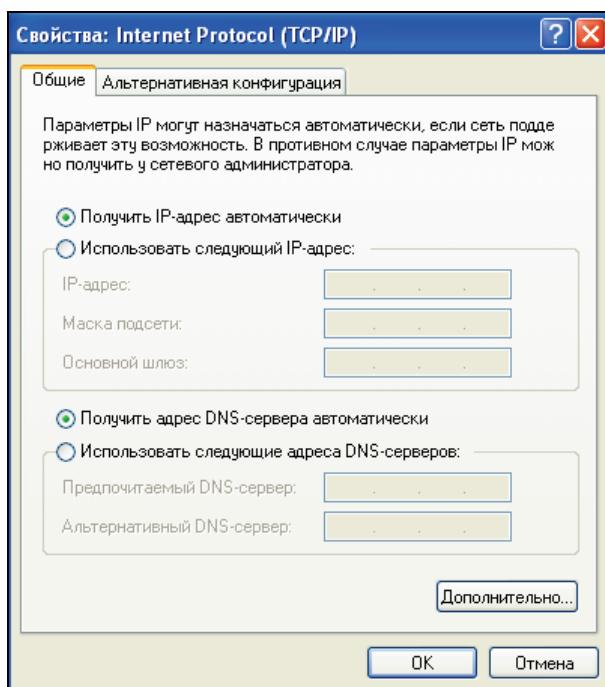 Свойства: Internet Protocol (TCP/IP)
Общие Альтернативная конфигурация
Параметры IP могут назначаться автоматически, если сеть подде
рживает эту возможность. В противном случае параметры IP мож
но получить у сетевого администратора.
Получить IP-адрес автоматически
Использовать следующий IP-адрес:
IP-адрес:
Маска подсети:
Основной шлюз:
Получить адрес DNS-сервера автоматически
Использовать следующие адреса DNS-серверов:
Предпочитаемый DNS-сервер:
Альтернативный DNS-сервер:
Дополнительно...
OK Отмена